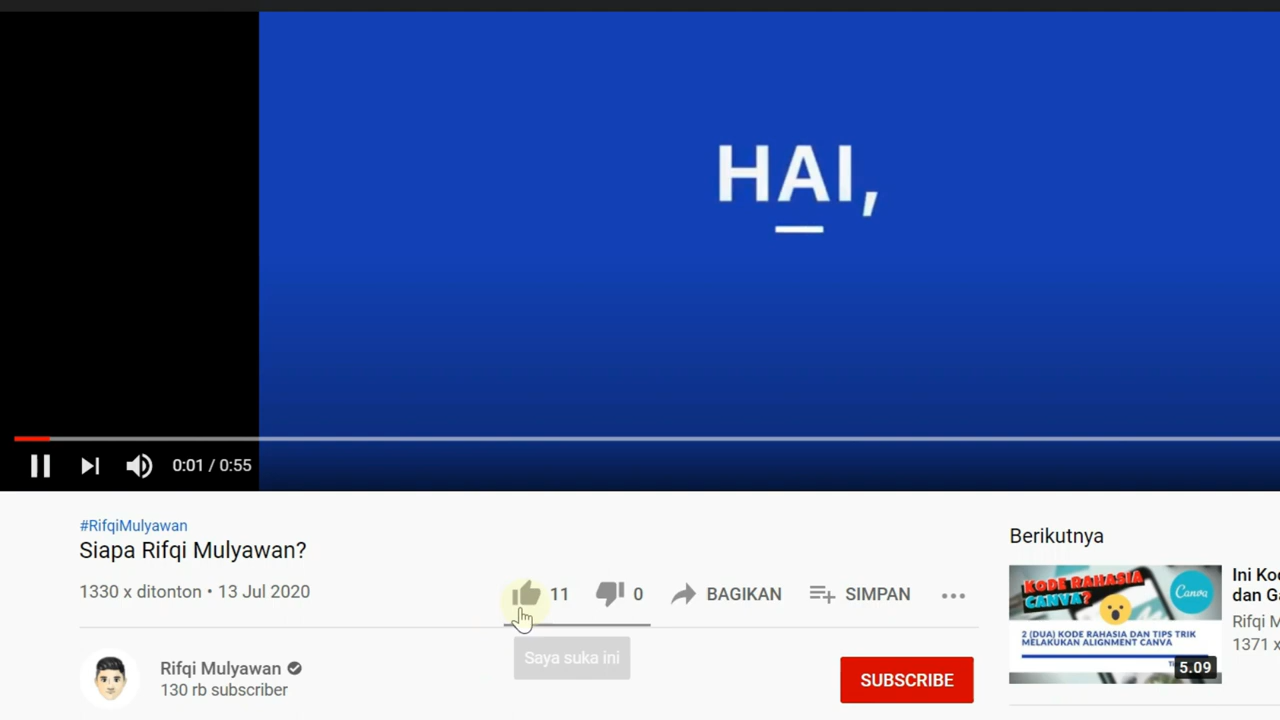 HAI,
0:01 / 0:55
#RifqiMulyawan
Siapa Rifqi Mulyawan?
1330 x ditonton • 13 Jul 2020
11
0
BAGIKAN
SIMPAN
Saya suka ini
Rifqi Mulyawan
130 rb subscriber
SUBSCRIBE
Berikutnya
KODE RAHASIA
CANVA?
Canva
2 (DUA) KODE RAHASIA DAN TIPS TRIK
MELAKUKAN ALIGNMENT CANVA
5.09
Ini Ko
dan Ga
Rifqi M
1371 x